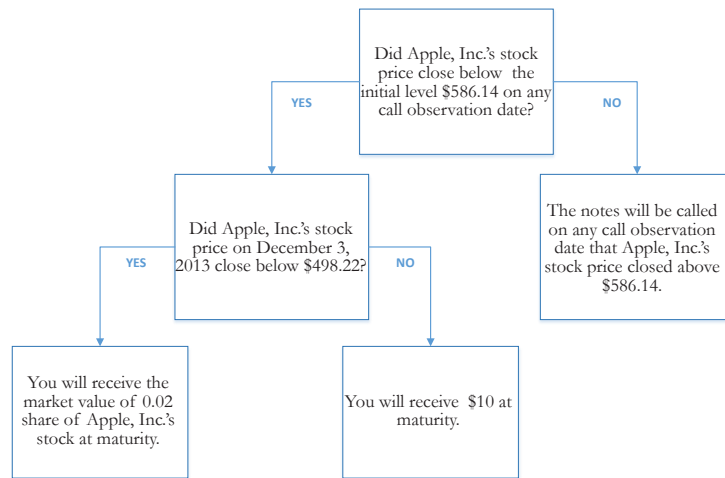 Did Apple, Inc.'s stock
price close below the
initial level $586.14 on any
call observation date?
YES
NO
Did Apple, Inc.'s stock
price on December 3,
2013 close below $498.22?
The notes will be called
on any call observation
date that Apple, Inc.'s
stock price closed above
$586.14.
YES
NO
You will receive the
market value of 0.02
share of Apple, Inc.'s
stock at maturity.
You will receive $10 at
maturity.